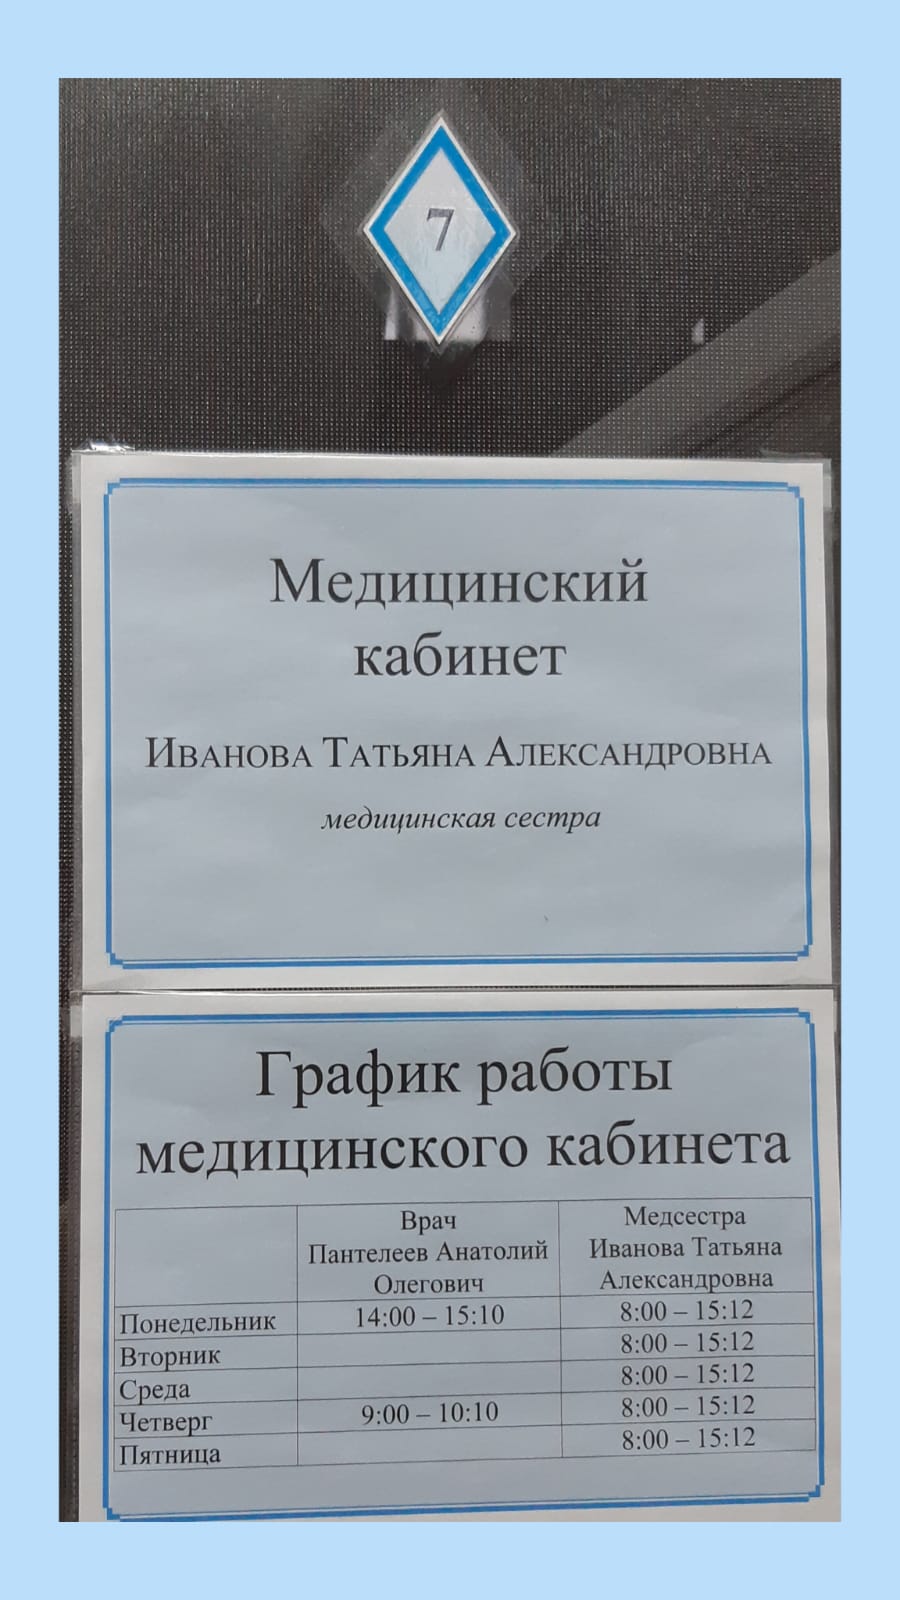 7
Медицинский
кабинет
Иванова Татьяна Александровна
медицинская сестра
График работы
медицинского кабинета
Врач
Пантелеев Анатолий
Олегович
Медсестра
Иванова Татьяна
Александровна
Понедельник 14:00 – 15:10 8:00 – 15:12
Вторник 8:00 – 15:12
Среда 8:00 – 15:12
Четверг 9:00 – 10:10 8:00 – 15:12
Пятница 8:00 – 15:12